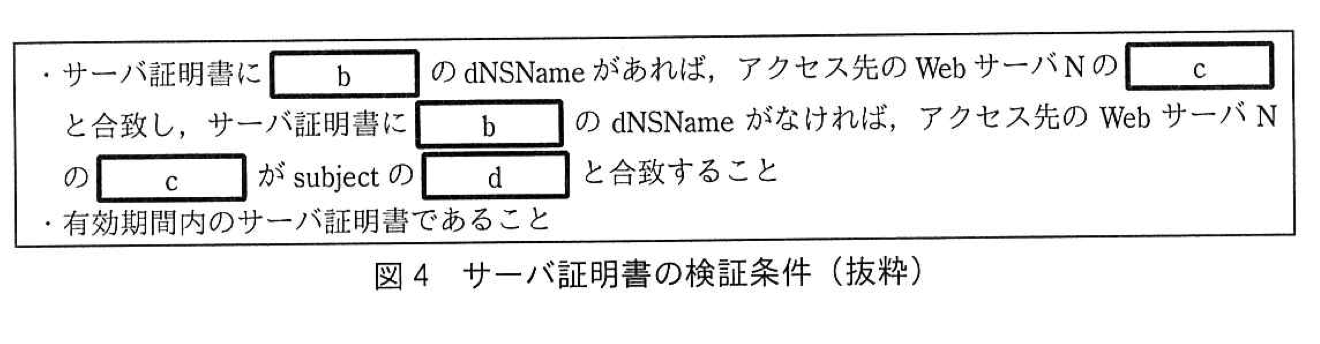 ・サーバ証明書に b の dNSName があれば，アクセス先の Web サーバ N の c
と合致し，サーバ証明書に b の dNSName がなければ，アクセス先の Web サーバ N
の c が subject の d と合致すること
・有効期間内のサーバ証明書であること
図4　サーバ証明書の検証条件（抜粋）